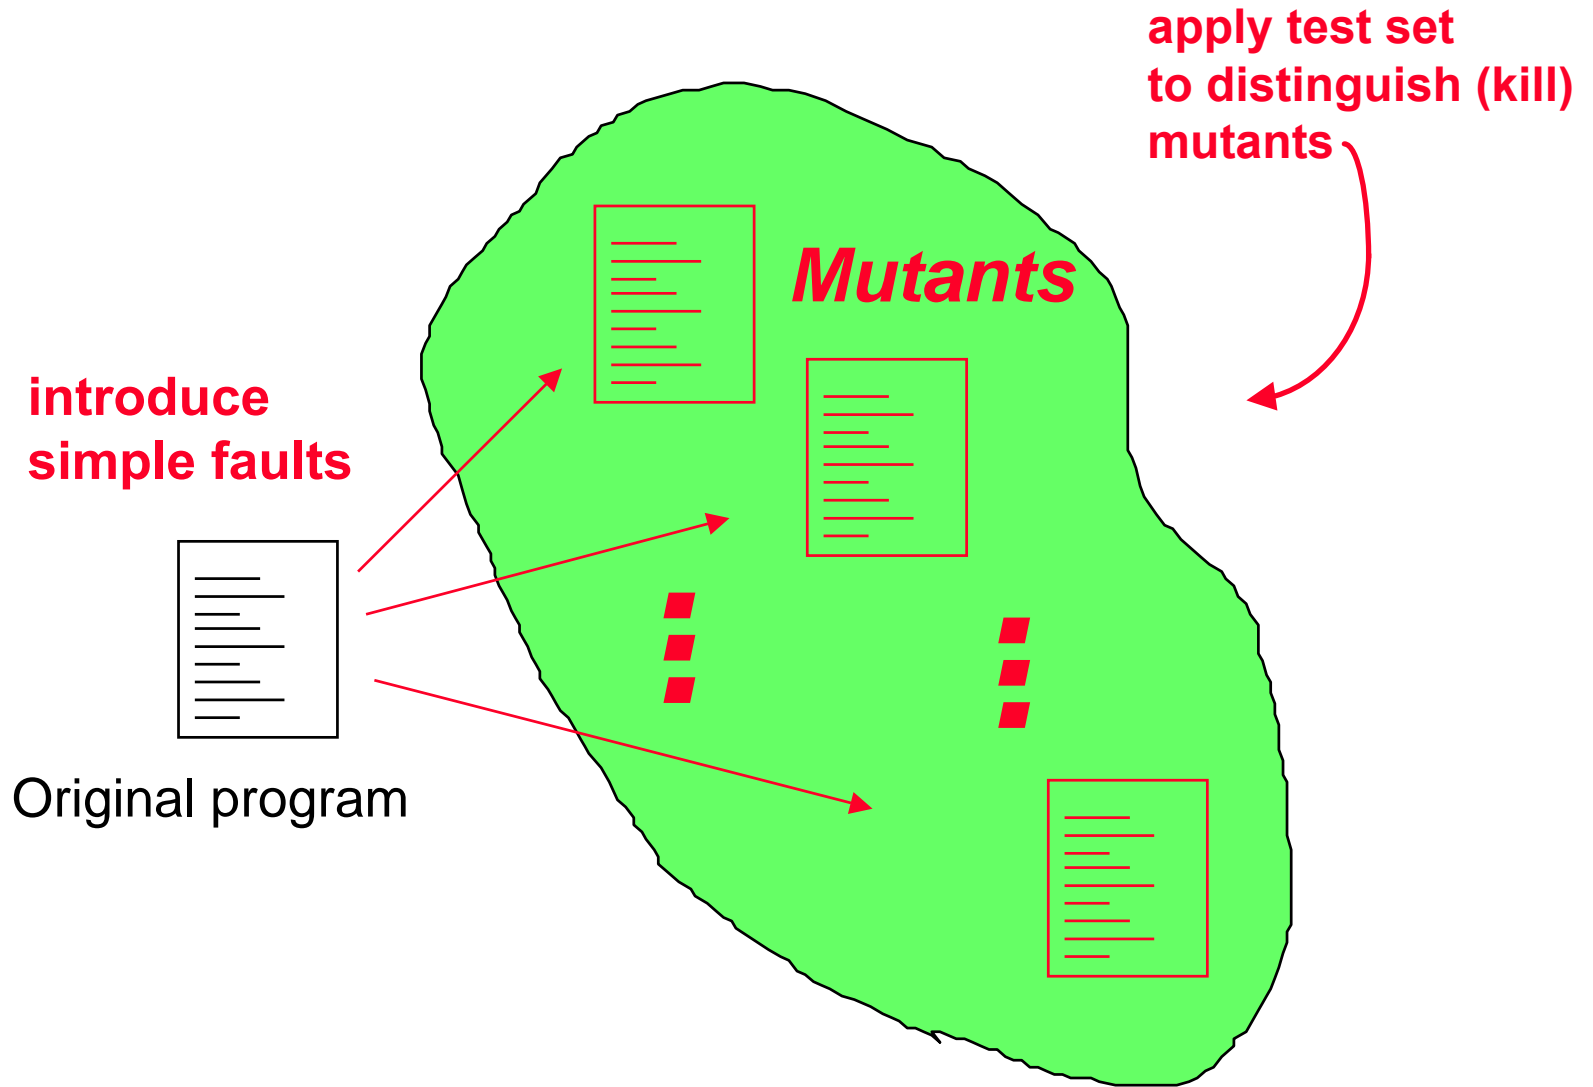 apply test set
to distinguish (kill)
mutants
Mutants
introduce
simple faults
Original program